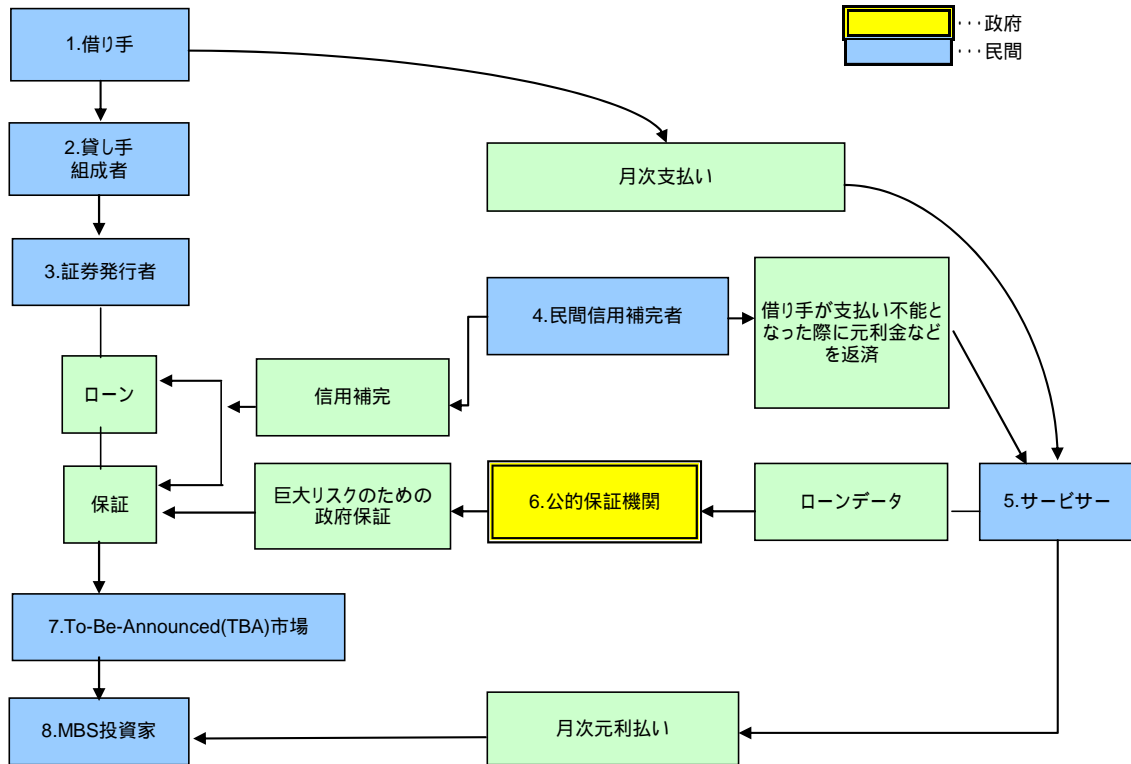 1.借り手
･･･政府
･･･民間
2.貸し手
組成者
月次支払い
3.証券発行者
4.民間信用補完者
借り手が支払い不能と
なった際に元利金など
を返済
ローン
信用補完
保証
巨大リスクのための
政府保証
6.公的保証機関
ローンデータ
5.サービサー
7.To-Be-Announced(TBA)市場
8.MBS投資家
月次元利払い